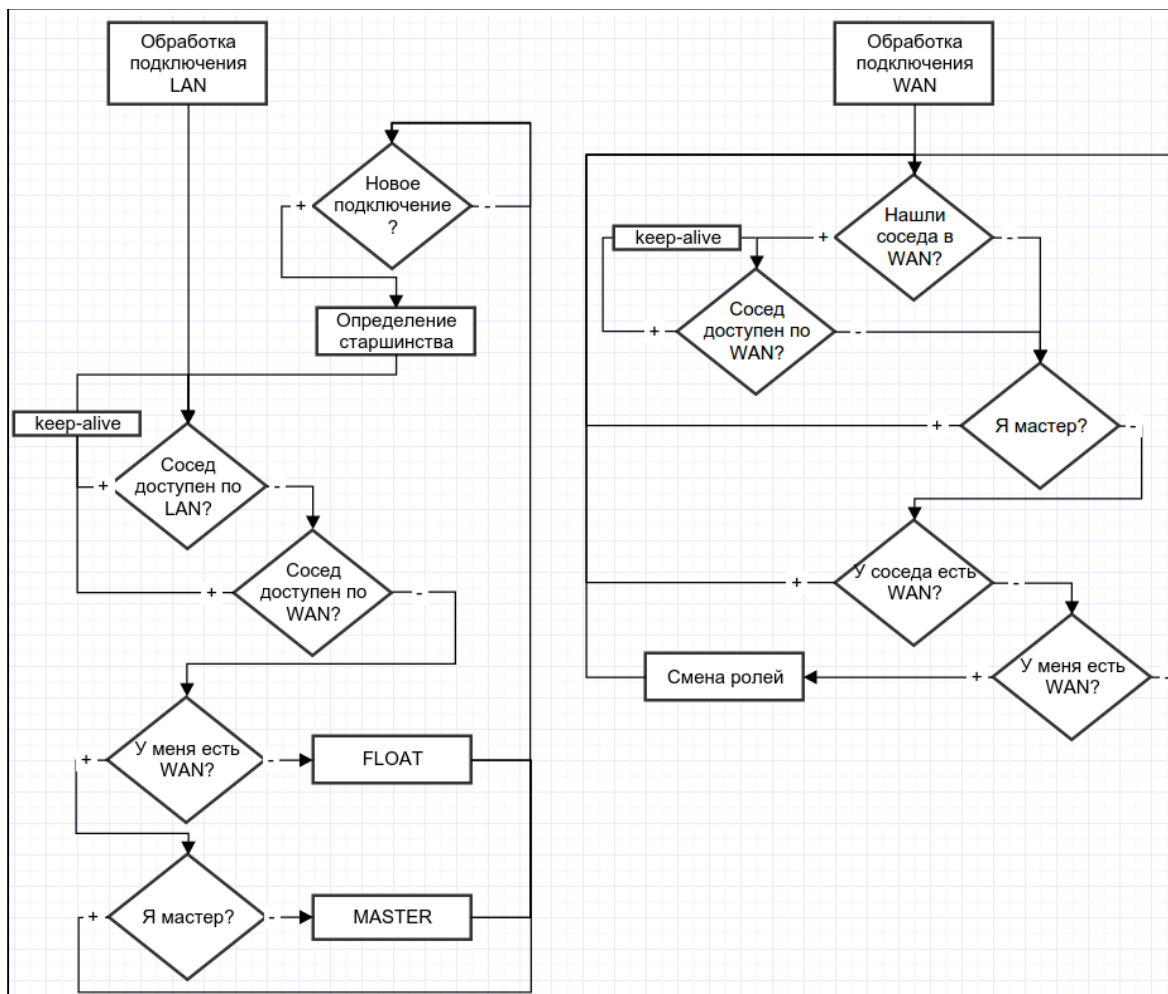 Обработка
подключения
LAN
Новое
подключение
?
+
-
Определение
старшинства
keep-alive
Сосед
доступен по
LAN?
+
-
Сосед
доступен по
WAN?
+
-
У меня есть
WAN?
+
-
FLOAT
Я мастер?
+
-
MASTER
Обработка
подключения
WAN
Нашли
соседа в
WAN?
+
-
keep-alive
Сосед
доступен по
WAN?
+
-
Я мастер?
+
-
У соседа есть
WAN?
+
-
У меня есть
WAN?
+
-
Смена ролей